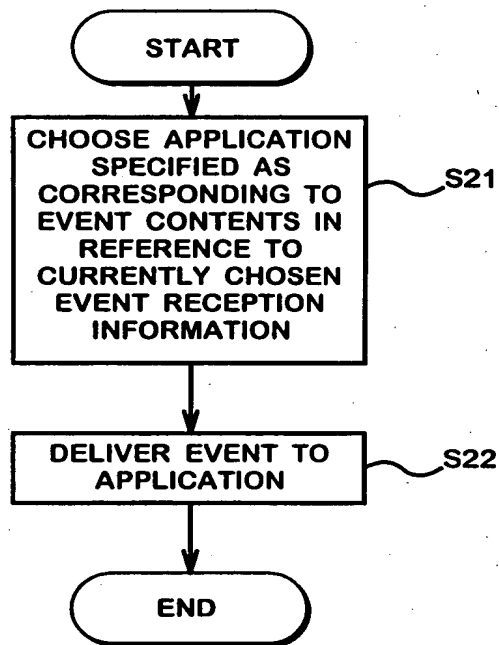 START
CHOOSE APPLICATION
SPECIFIED AS
CORRESPONDING TO
EVENT CONTENTS IN
REFERENCE TO
CURRENTLY CHOSEN
EVENT RECEPTION
INFORMATION
S21
DELIVER EVENT TO
APPLICATION
S22
END